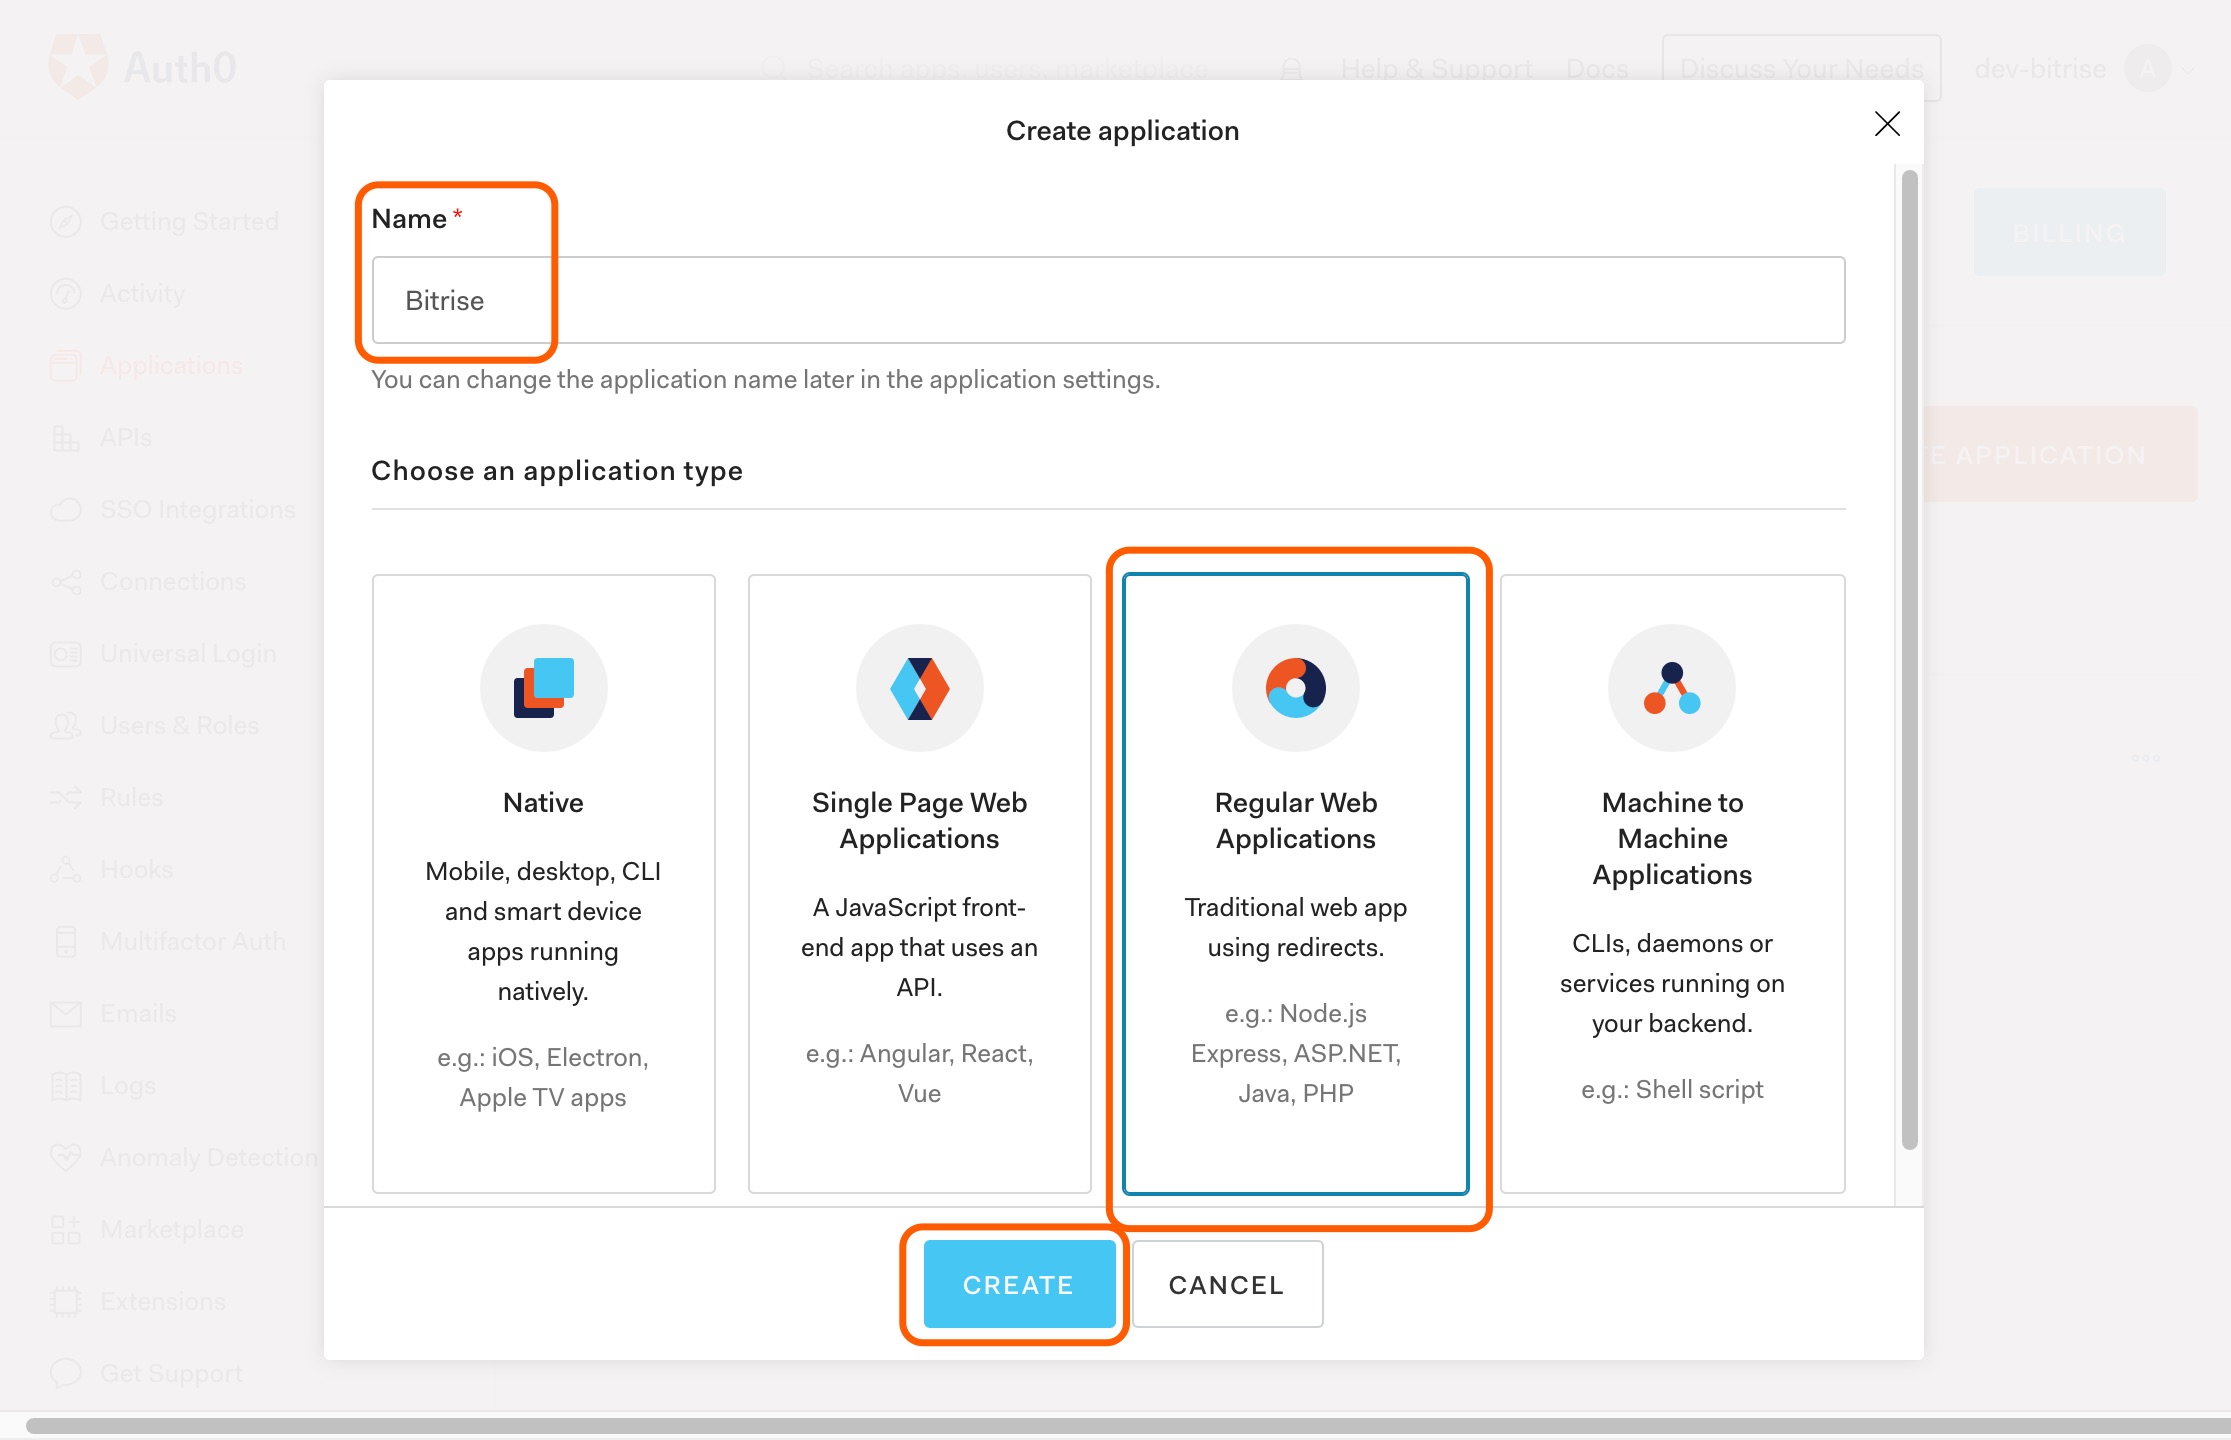 Auth0
Search apps, users, marketplace
Help & Support
Docs
Discuss Your Needs
dev-bitrise
A
Create application
Getting Started
Activity
Applications
APIs
SSO Integrations
Connections
Universal Login
Users & Roles
Rules
Hooks
Multifactor Auth
Emails
Logs
Anomaly Detection
Marketplace
Extensions
Get Support
BILLING
TE APPLICATION
Name *
Bitrise
You can change the application name later in the application settings.
Choose an application type
Native
Mobile, desktop, CLI
and smart device
apps running
natively.
e.g.: iOS, Electron,
Apple TV apps
Single Page Web
Applications
A JavaScript front-
end app that uses an
API.
e.g.: Angular, React,
Vue
Regular Web
Applications
Traditional web app
using redirects.
e.g.: Node.js
Express, ASP.NET,
Java, PHP
Machine to
Machine
Applications
CLIs, daemons or
services running on
your backend.
e.g.: Shell script
CREATE
CANCEL